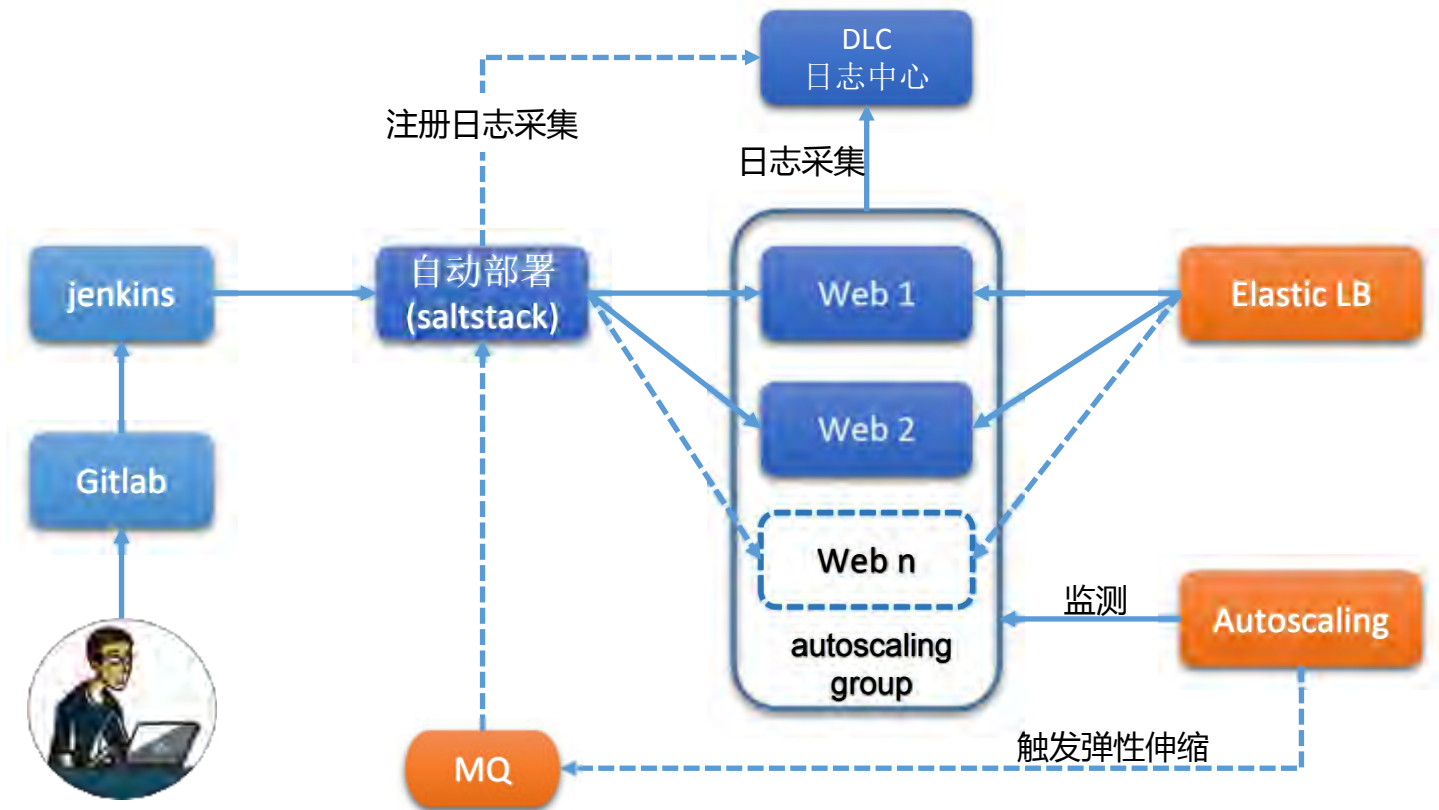 DLC
日志中心
注册日志采集
日志采集
jenkins
自动部署
(saltstack)
Web 1
Elastic LB
Web 2
Gitlab
Web n
监测
Autoscaling
autoscaling
group
触发弹性伸缩
MQ